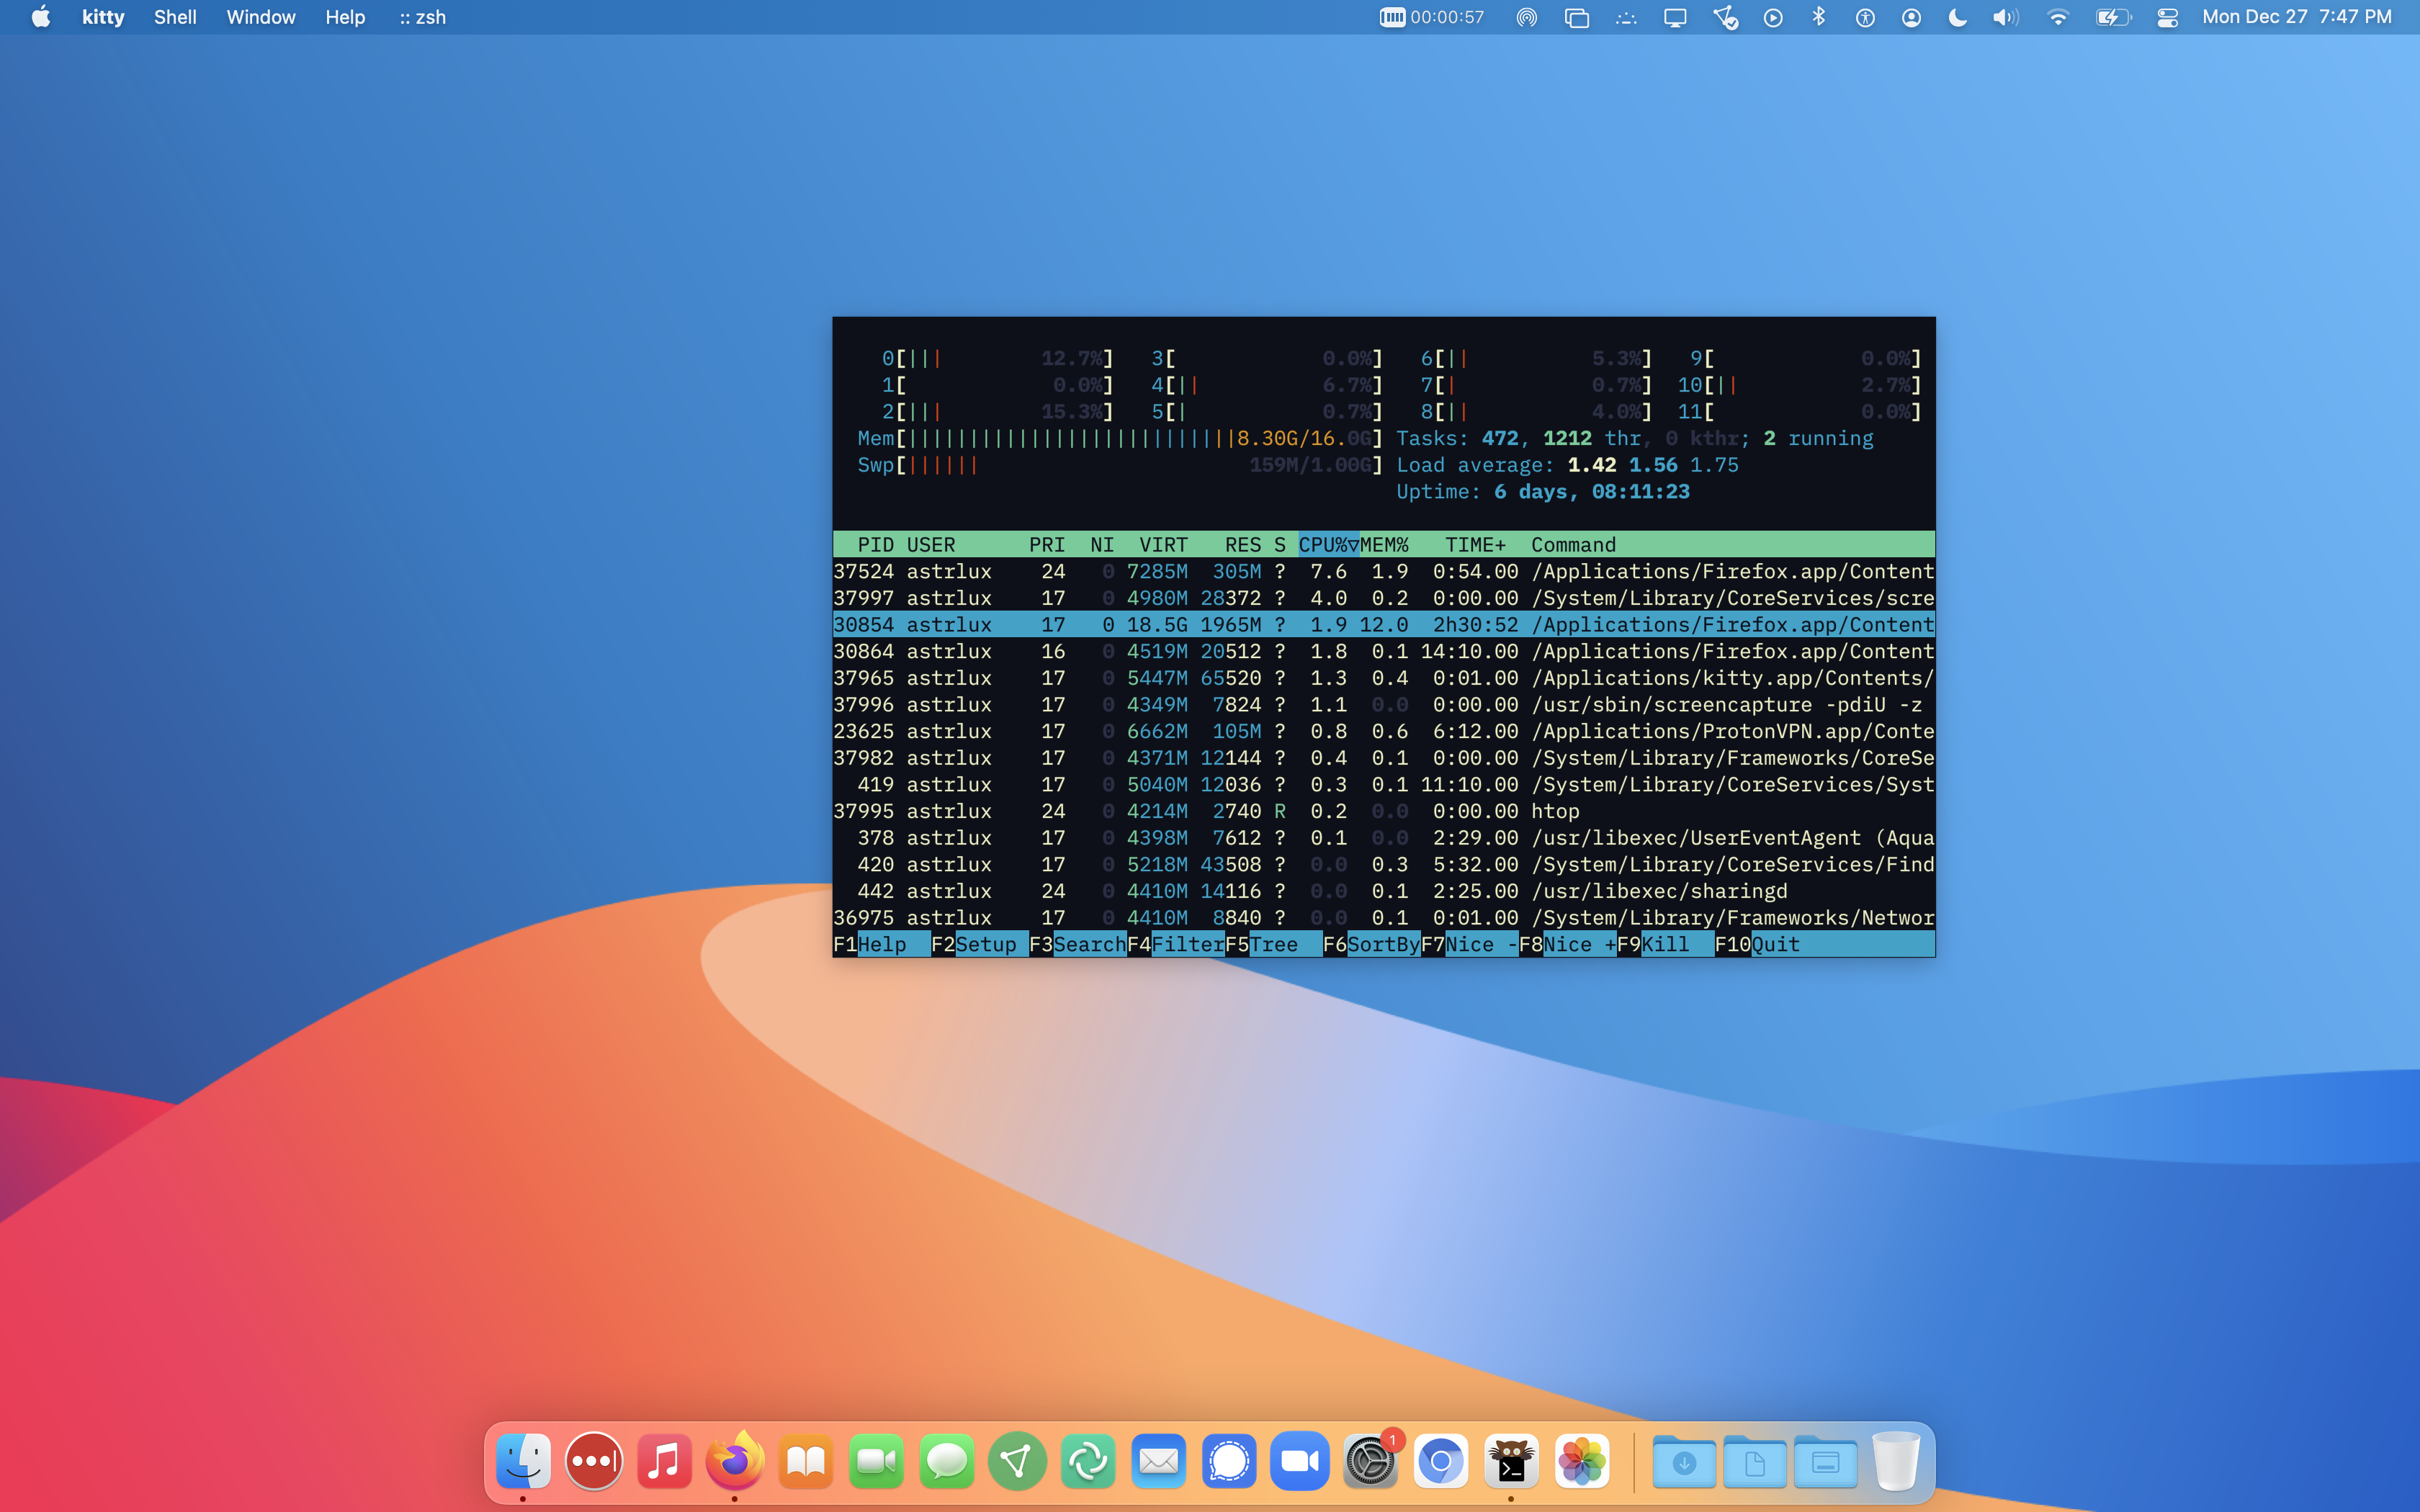 kitty Shell Window Help :: zsh 00:00:57 Mon Dec 27 7:47 PM
0[||| 12.7%] 3[ 0.0%] 6[|| 5.3%] 9[ 0.0%]
1[ 0.0%] 4[|| 6.7%] 7[| 0.7%] 10[|| 2.7%]
2[||| 15.3%] 5[| 0.7%] 8[|| 4.0%] 11[ 0.0%]
Mem[|||||||||||||||||||||||||||8.30G/16.0G] Tasks: 472, 1212 thr, 0 kthr; 2 running
Swp[|||||| 159M/1.00G] Load average: 1.42 1.56 1.75
Uptime: 6 days, 08:11:23
PID USER PRI NI VIRT RES S CPU%▽MEM% TIME+ Command
37524 astrlux 24 0 7285M 305M ? 7.6 1.9 0:54.00 /Applications/Firefox.app/Content
37997 astrlux 17 0 4980M 28372 ? 4.0 0.2 0:00.00 /System/Library/CoreServices/scre
30854 astrlux 17 0 18.5G 1965M ? 1.9 12.0 2h30:52 /Applications/Firefox.app/Content
30864 astrlux 16 0 4519M 20512 ? 1.8 0.1 14:10.00 /Applications/Firefox.app/Content
37965 astrlux 17 0 5447M 65520 ? 1.3 0.4 0:01.00 /Applications/kitty.app/Contents/
37996 astrlux 17 0 4349M 7824 ? 1.1 0.0 0:00.00 /usr/sbin/screencapture -pdiU -z
23625 astrlux 17 0 6662M 105M ? 0.8 0.6 6:12.00 /Applications/ProtonVPN.app/Conte
37982 astrlux 17 0 4371M 12144 ? 0.4 0.1 0:00.00 /System/Library/Frameworks/CoreSe
419 astrlux 17 0 5040M 12036 ? 0.3 0.1 11:10.00 /System/Library/CoreServices/Syst
37995 astrlux 24 0 4214M 2740 R 0.2 0.0 0:00.00 htop
378 astrlux 17 0 4398M 7612 ? 0.1 0.0 2:29.00 /usr/libexec/UserEventAgent (Aqua
420 astrlux 17 0 5218M 43508 ? 0.0 0.3 5:32.00 /System/Library/CoreServices/Find
442 astrlux 24 0 4410M 14116 ? 0.0 0.1 2:25.00 /usr/libexec/sharingd
36975 astrlux 17 0 4410M 8840 ? 0.0 0.1 0:01.00 /System/Library/Frameworks/Networ
F1Help F2Setup F3SearchF4FilterF5Tree F6SortByF7Nice -F8Nice +F9Kill F10Quit
1